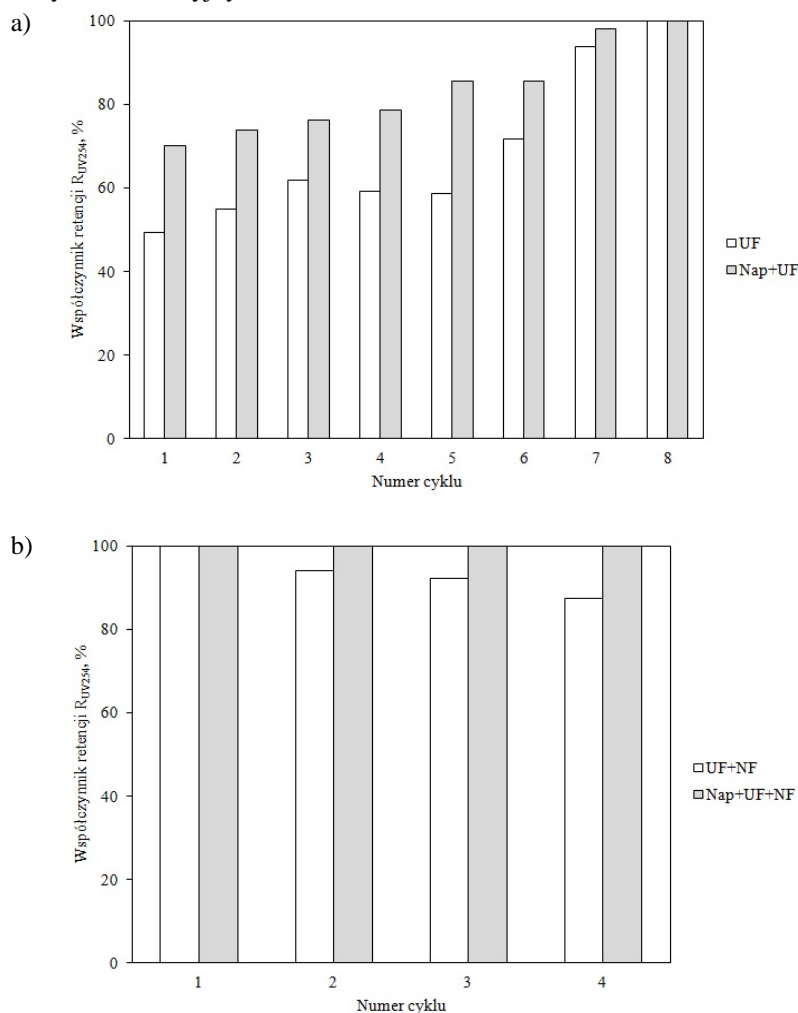 a)
100
80
60
40
20
0
Współczynnik retencji RUV254, %
1 2 3 4 5 6 7 8
Numer cyklu
UF
Nap+UF
b)
100
80
60
40
20
0
Współczynnik retencji RUV254, %
1 2 3 4
Numer cyklu
UF+NF
Nap+UF+NF